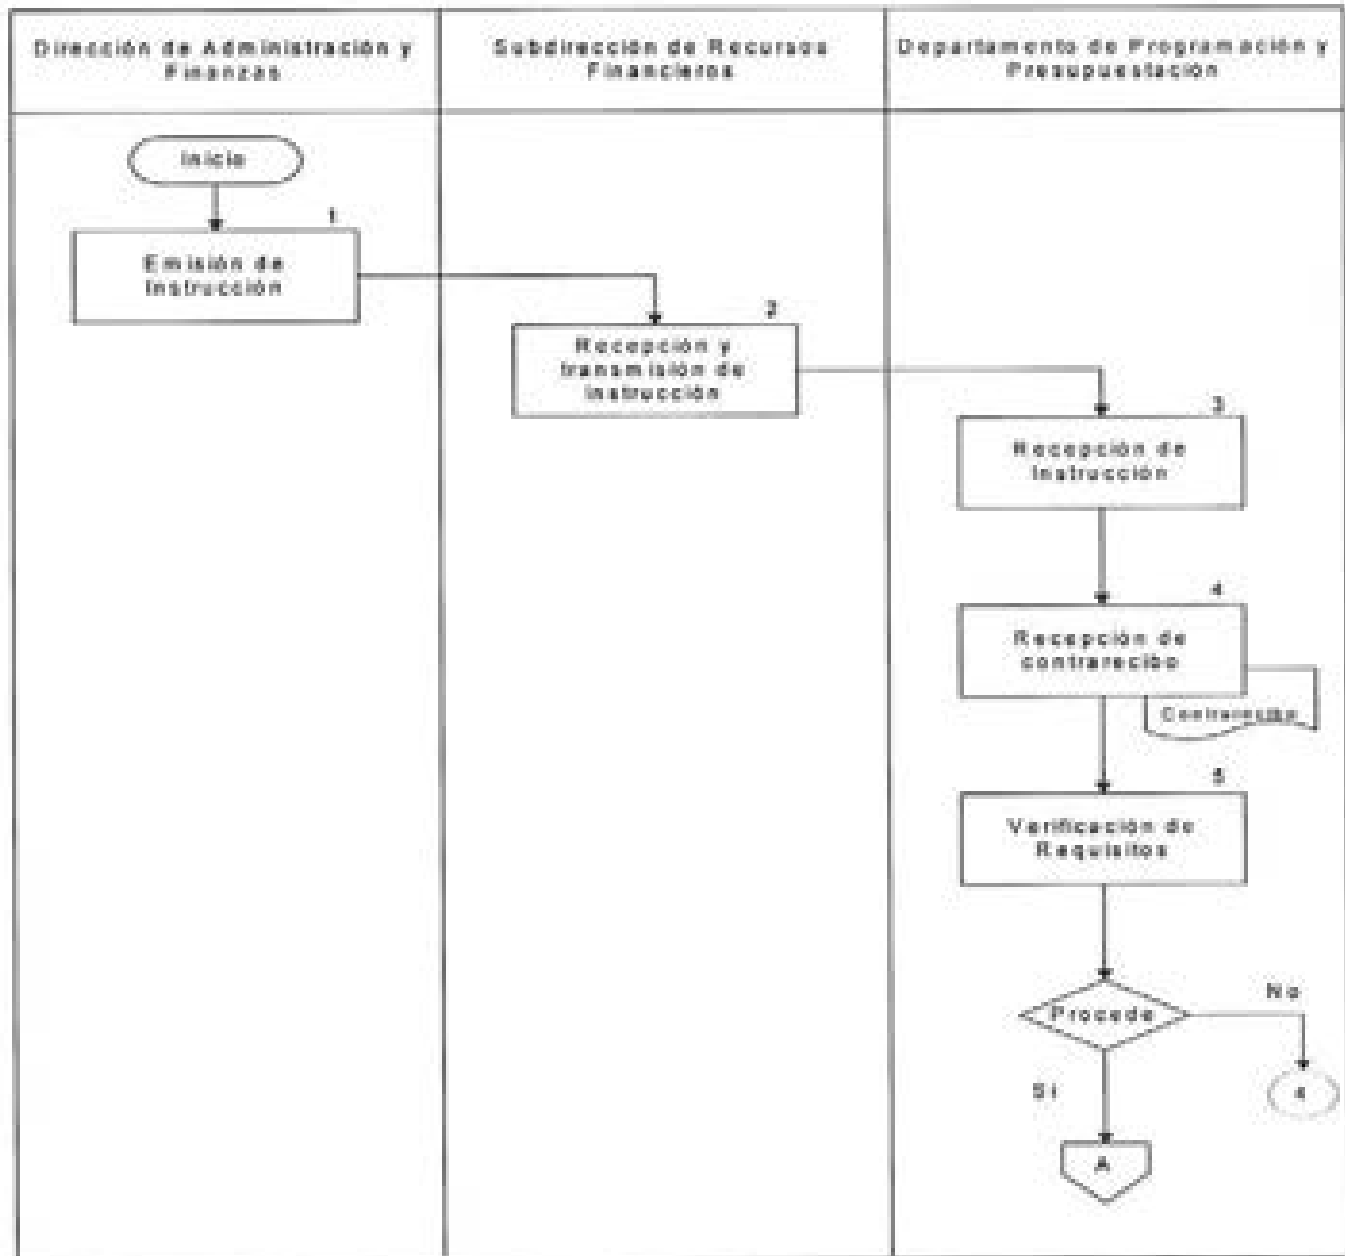 Dirección de Administración y
Finanzas
Subdirección de Recursos
Financieros
Departamento de Programación y
Presupuestación
Inicio
1
Emisión de
Instrucción
2
Recepción y
transmisión de
instrucción
3
Recepción de
Instrucción
4
Recepción de
contrarecibo
Contrarecibo
5
Verificación de
Requisitos
Procede
No
Si
4
A